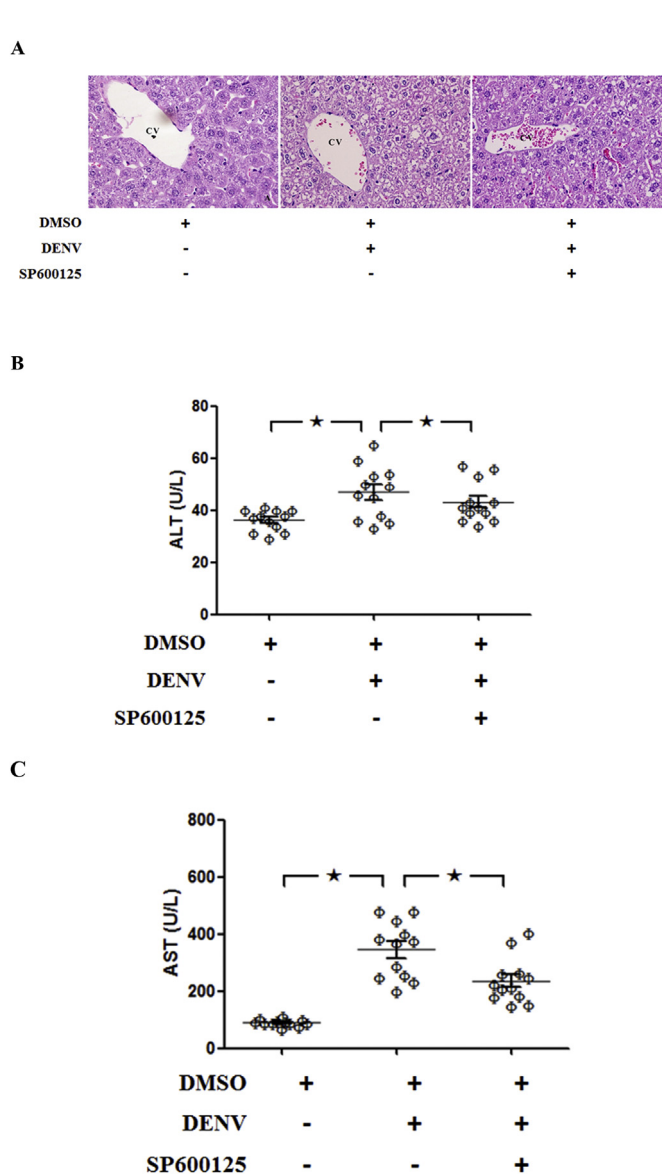 A
CV CV CV
DMSO + + +
DENV - + +
SP600125 - - +
B
80
60
40
20
0
ALT (U/L)
★ ★
DMSO + + +
DENV - + +
SP600125 - - +
C
800
600
400
200
0
AST (U/L)
★ ★
DMSO + + +
DENV - + +
SP600125 - - +